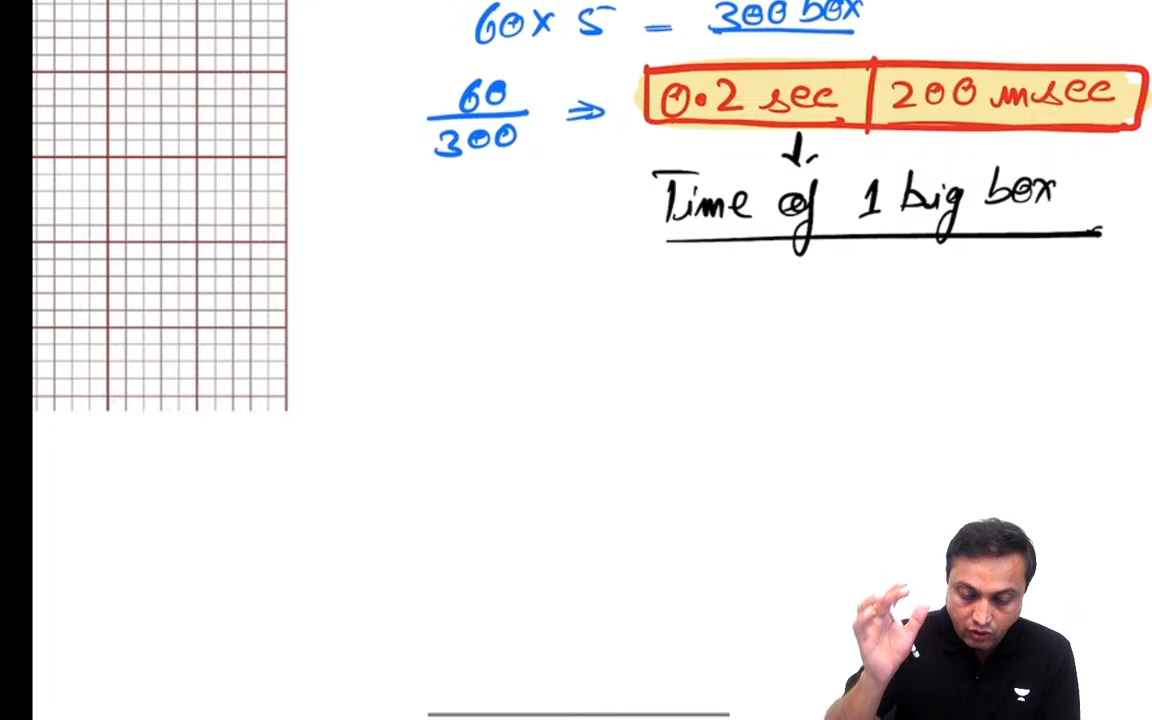 60 x 5 = 300 box
60/300 ⇒ 0.2 sec | 200 msec
Time of 1 big box